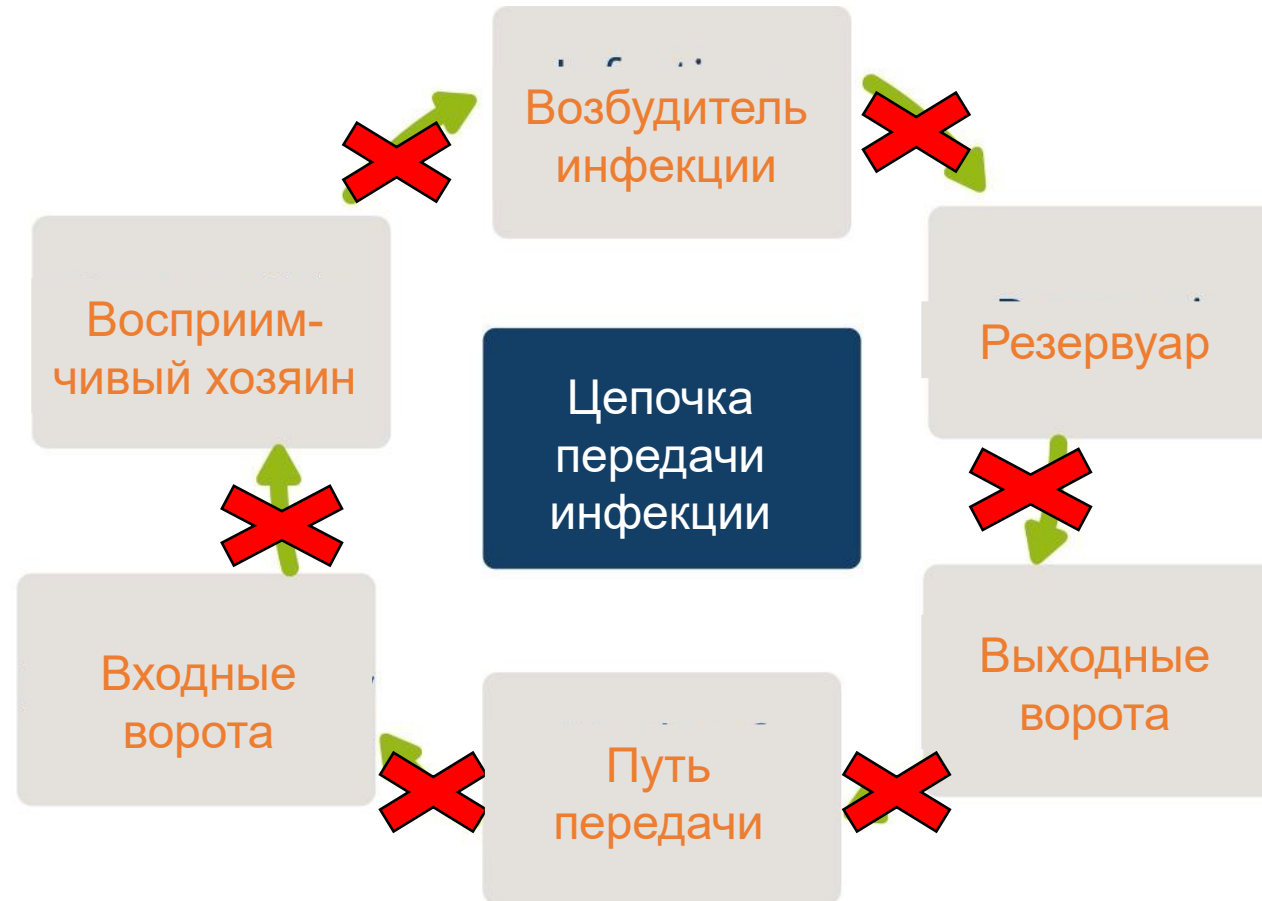 Возбудитель
инфекции
Восприим-
чивый хозяин
Резервуар
Цепочка
передачи
инфекции
Входные
ворота
Выходные
ворота
Путь
передачи